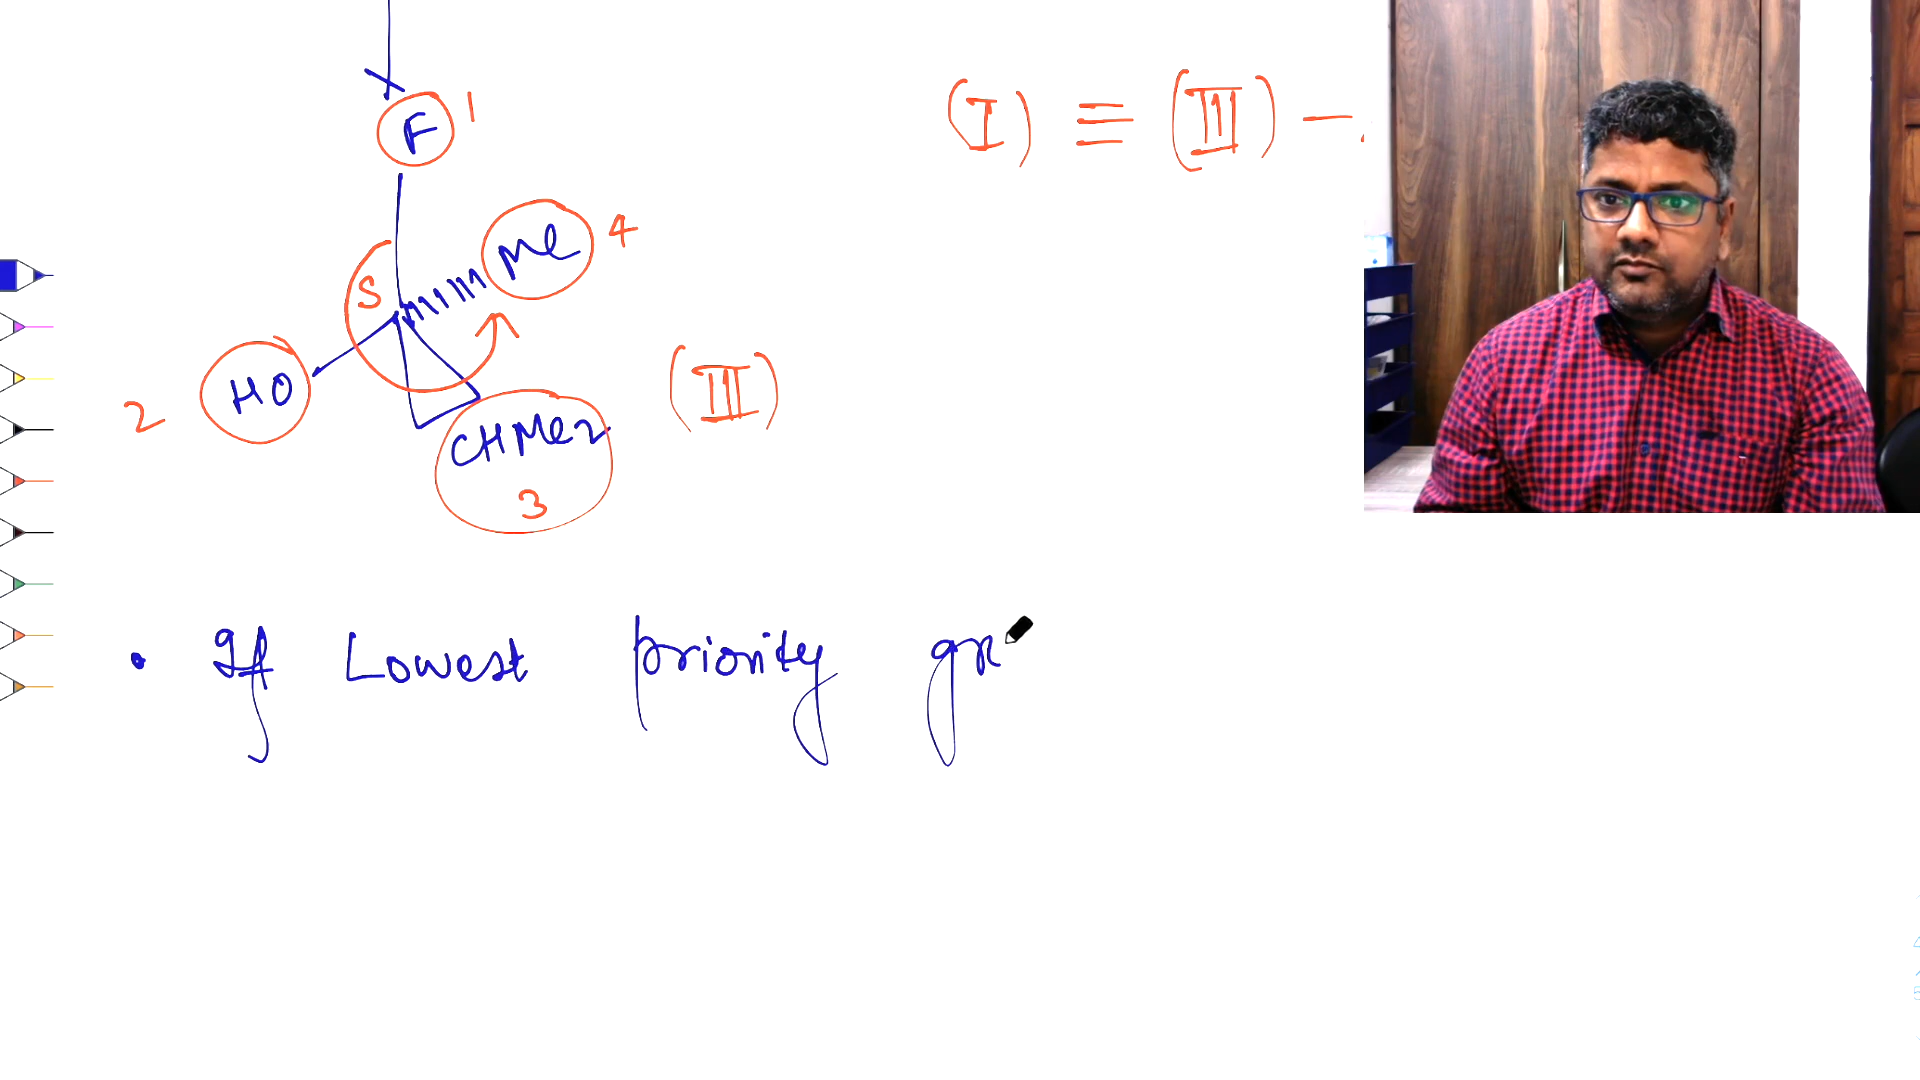 F 1
(I) ≡ (III) –
Me 4
S
HO
2
CHMe2
3
(III)
• If Lowest priority gr